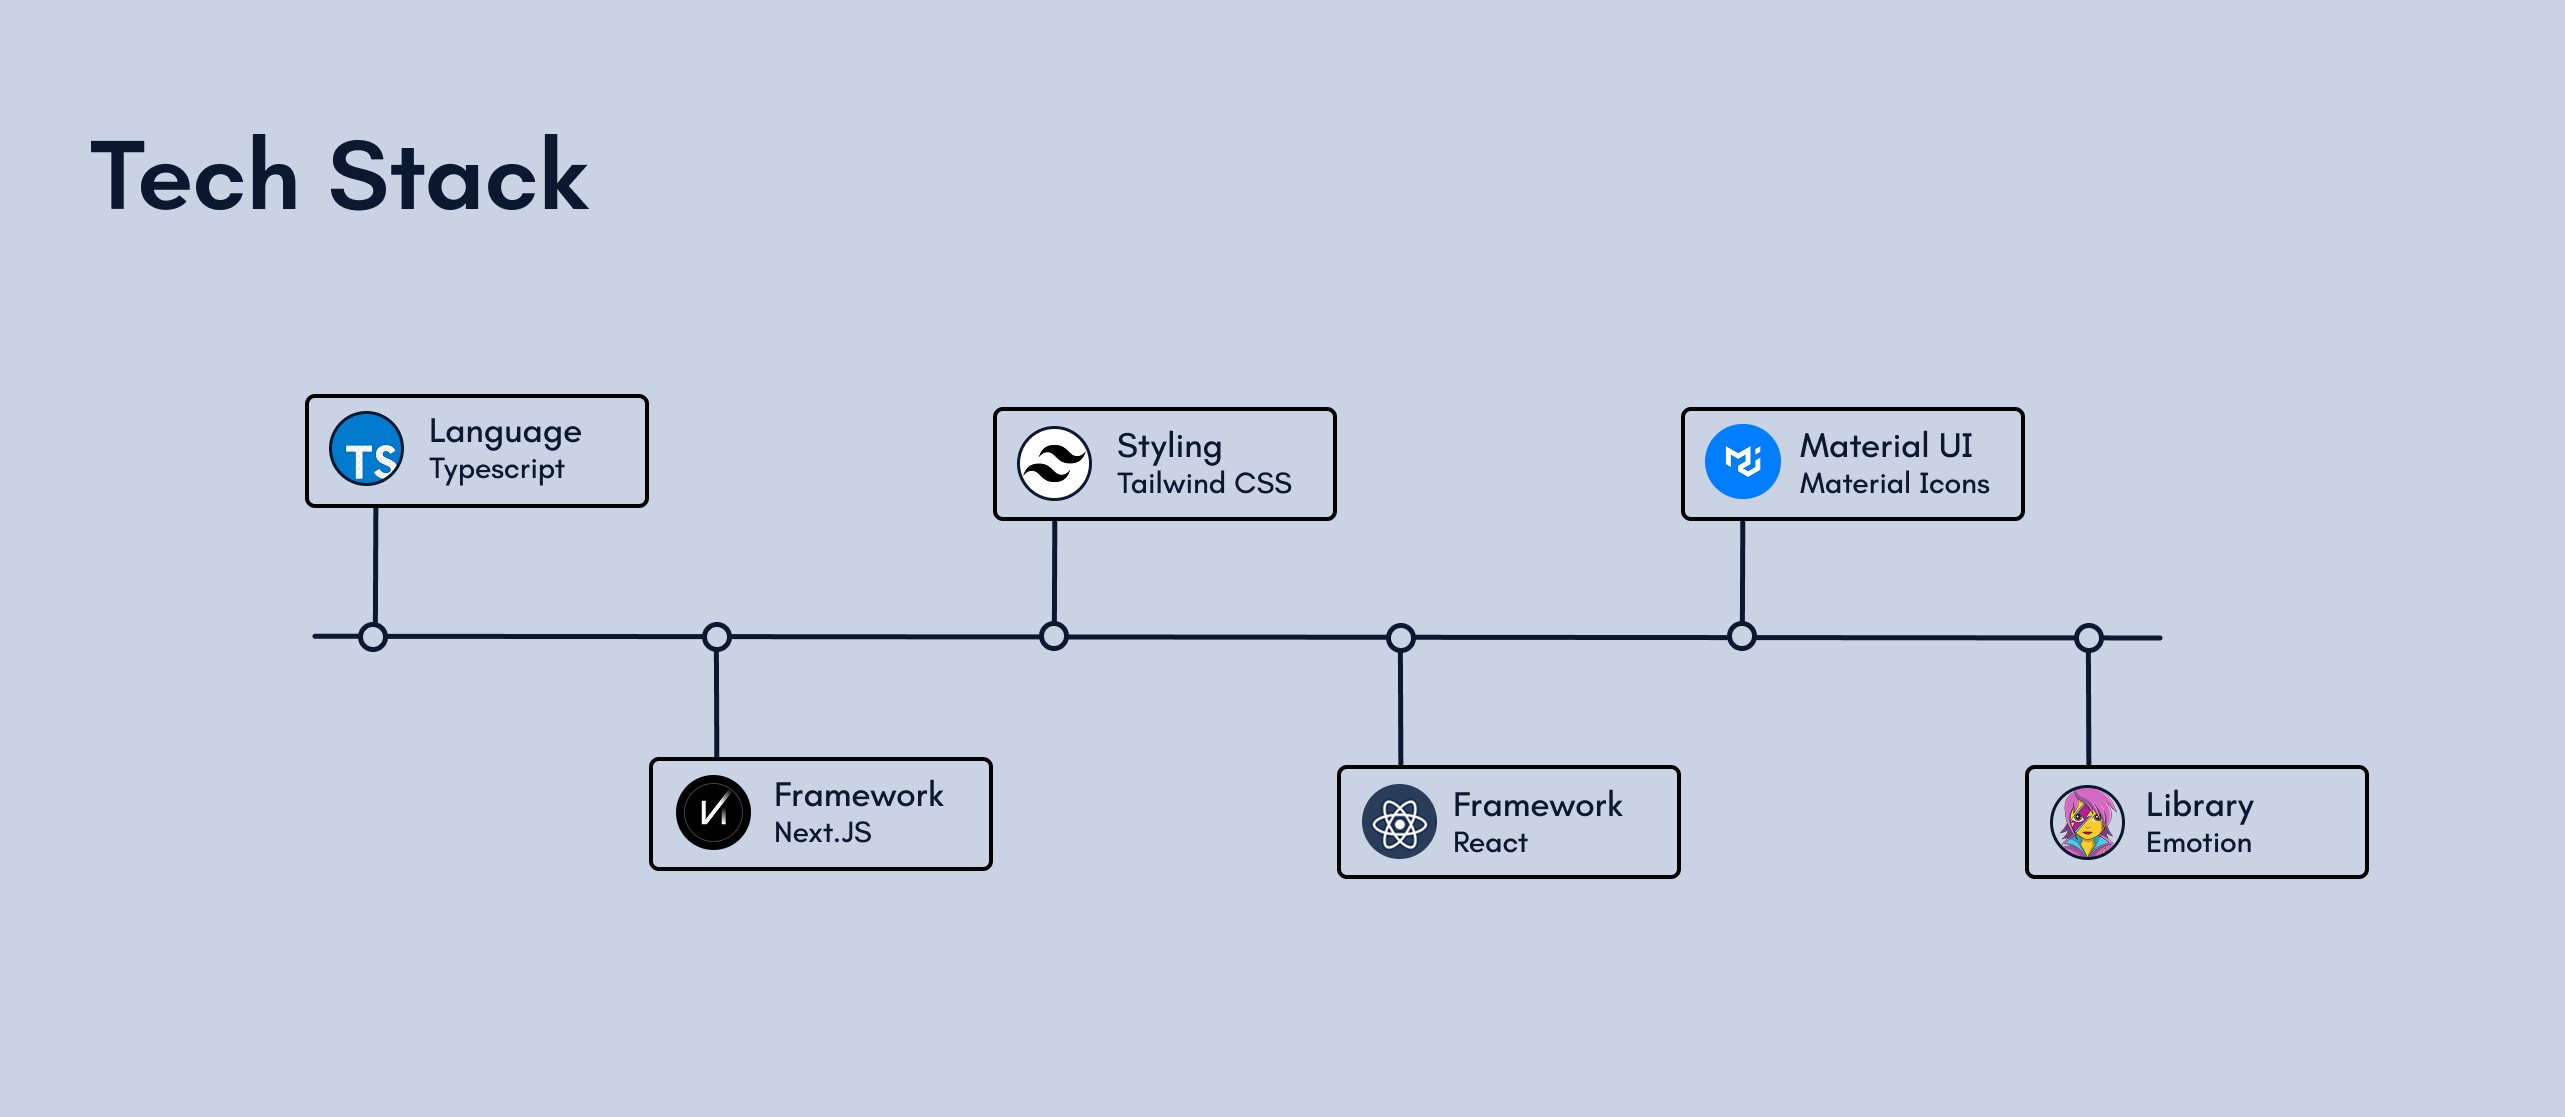 Tech Stack
TS
Language
Typescript
Styling
Tailwind CSS
Material UI
Material Icons
Framework
Next.JS
Framework
React
Library
Emotion